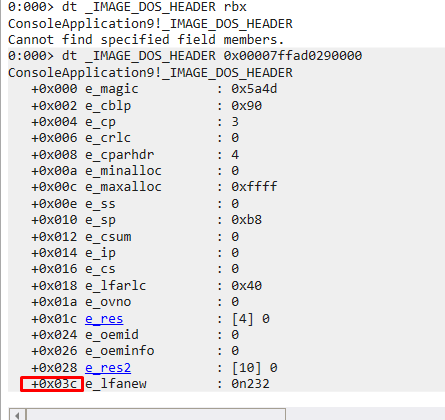 0:000> dt _IMAGE_DOS_HEADER rbx
ConsoleApplication9!_IMAGE_DOS_HEADER
Cannot find specified field members.
0:000> dt _IMAGE_DOS_HEADER 0x00007ffad0290000
ConsoleApplication9!_IMAGE_DOS_HEADER
+0x000 e_magic : 0x5a4d
+0x002 e_cblp : 0x90
+0x004 e_cp : 3
+0x006 e_crlc : 0
+0x008 e_cparhdr : 4
+0x00a e_minalloc : 0
+0x00c e_maxalloc : 0xffff
+0x00e e_ss : 0
+0x010 e_sp : 0xb8
+0x012 e_csum : 0
+0x014 e_ip : 0
+0x016 e_cs : 0
+0x018 e_lfarlc : 0x40
+0x01a e_ovno : 0
+0x01c e_res : [4] 0
+0x024 e_oemid : 0
+0x026 e_oeminfo : 0
+0x028 e_res2 : [10] 0
+0x03c e_lfanew : 0n232